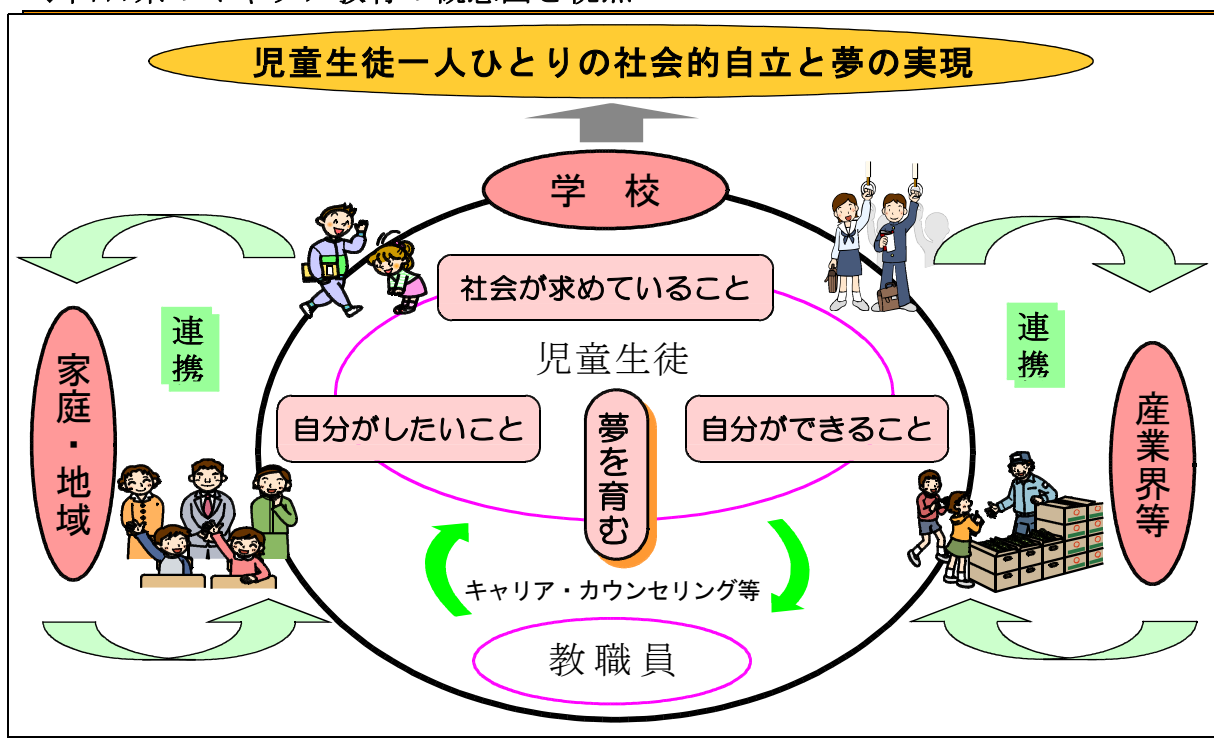 児童生徒一人ひとりの社会的自立と夢の実現
学 校
社会が求めていること
児童生徒
連携
連携
家庭・地域
産業界等
自分がしたいこと
夢を育む
自分ができること
キャリア・カウンセリング等
教職員